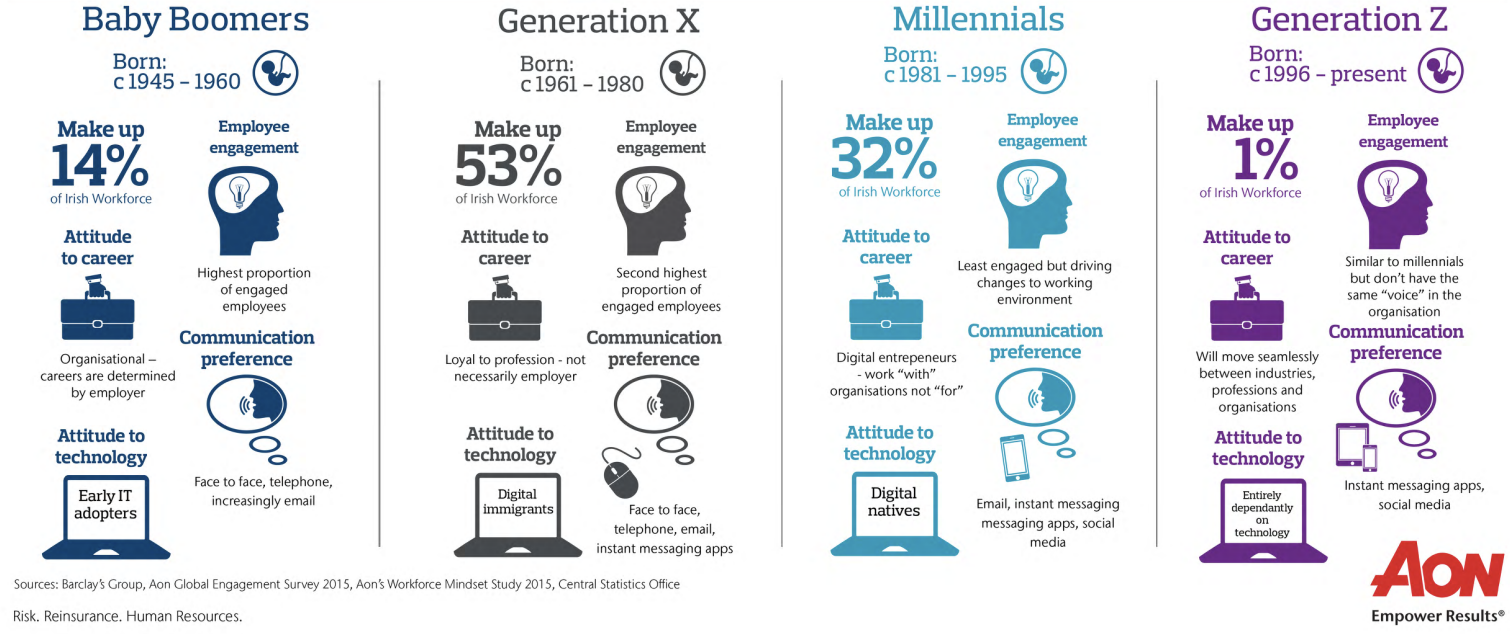 Baby Boomers
Born:
c 1945 – 1960
Make up
14%
of Irish Workforce
Employee
engagement
Highest proportion
of engaged
employees
Attitude
to career
Organisational –
careers are determined
by employer
Communication
preference
Face to face, telephone,
increasingly email
Attitude to
technology
Early IT
adopters
Generation X
Born:
c 1961 – 1980
Make up
53%
of Irish Workforce
Employee
engagement
Second highest
proportion of
engaged employees
Attitude to
career
Loyal to profession - not
necessarily employer
Communication
preference
Face to face,
telephone, email,
instant messaging apps
Attitude to
technology
Digital
immigrants
Millennials
Born:
c 1981 – 1995
Make up
32%
of Irish Workforce
Employee
engagement
Least engaged but driving
changes to working
environment
Attitude to
career
Digital entrepeneurs
- work “with”
organisations not “for”
Communication
preference
Email, instant messaging
messaging apps, social
media
Attitude to
technology
Digital
natives
Generation Z
Born:
c 1996 – present
Make up
1%
of Irish Workforce
Employee
engagement
Similar to millennials
but don’t have the
same “voice” in the
organisation
Attitude to
career
Will move seamlessly
between industries,
professions and
organisations
Communication
preference
Instant messaging apps,
social media
Attitude to
technology
Entirely
dependantly
on
technology
Sources: Barclay’s Group, Aon Global Engagement Survey 2015, Aon’s Workforce Mindset Study 2015, Central Statistics Office
Risk. Reinsurance. Human Resources.
AON
Empower Results®